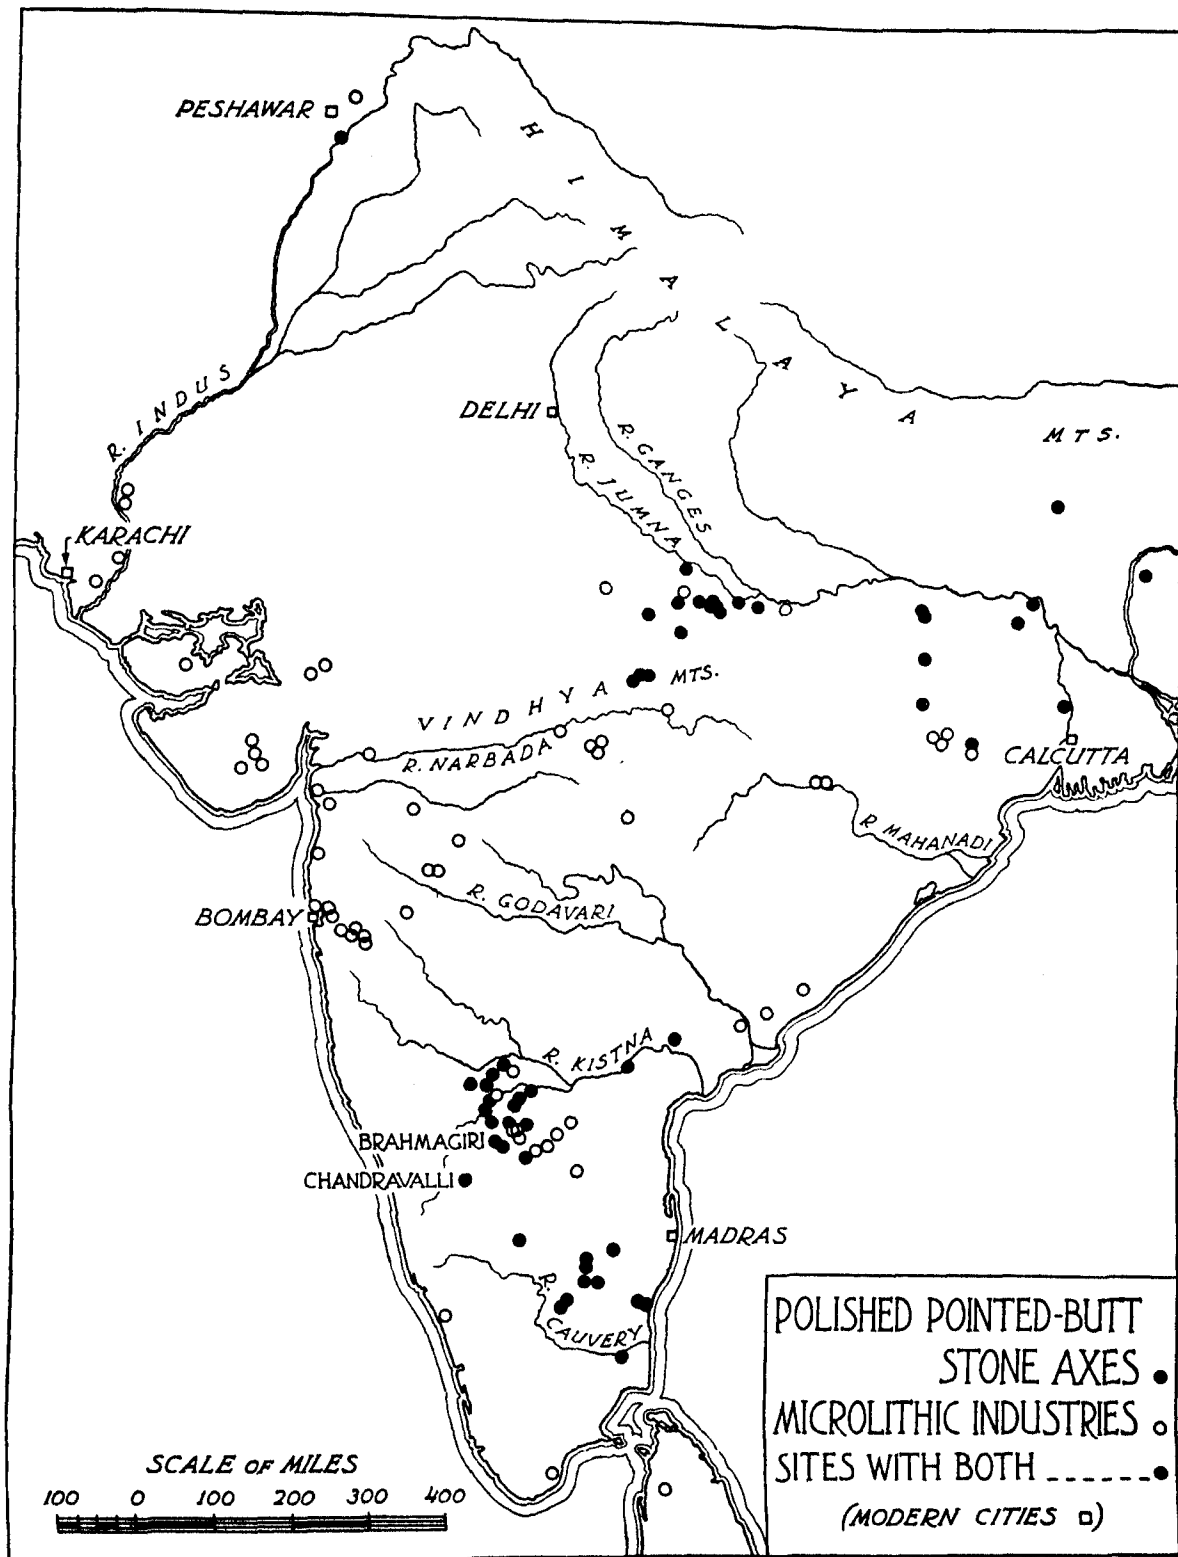 PESHAWAR
HIMALAYA
MTS.
R. INDUS
DELHI
R. GANGES
R. JUMNA
KARACHI
VINDHYA MTS.
R. NARBADA
CALCUTTA
R. MAHANADI
R. GODAVARI
BOMBAY
R. KISTNA
BRAHMAGIRI
CHANDRAVALLI
MADRAS
R. CAUVERY
POLISHED POINTED-BUTT
STONE AXES
MICROLITHIC INDUSTRIES
SITES WITH BOTH ------
(MODERN CITIES )
SCALE OF MILES
100 0 100 200 300 400